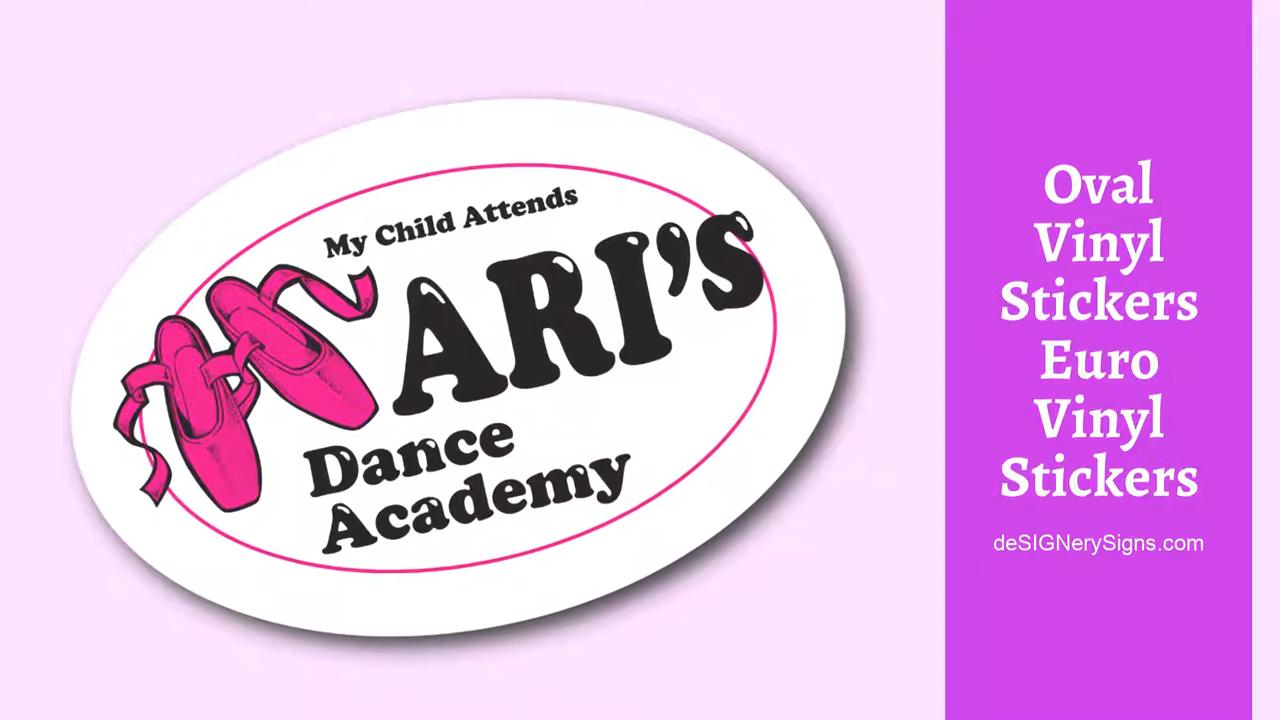 My Child Attends
ARI'S
Dance
Academy
Oval
Vinyl
Stickers
Euro
Vinyl
Stickers
deSIGNerySigns.com